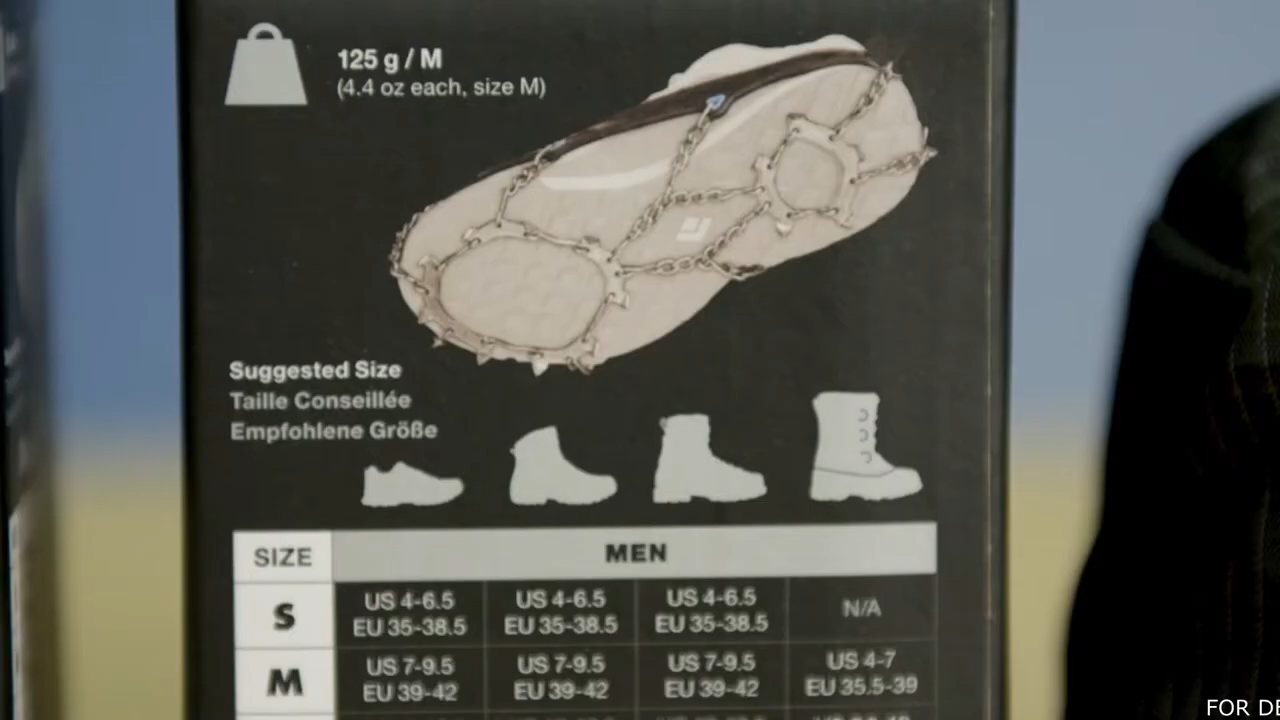 125 g / M
(4.4 oz each, size M)
Suggested Size
Taille Conseillée
Empfohlene Größe
SIZE MEN
S US 4-6.5 US 4-6.5 US 4-6.5 N/A
EU 35-38.5 EU 35-38.5 EU 35-38.5
M US 7-9.5 US 7-9.5 US 7-9.5 US 4-7
EU 39-42 EU 39-42 EU 39-42 EU 35.5-39
FOR DE